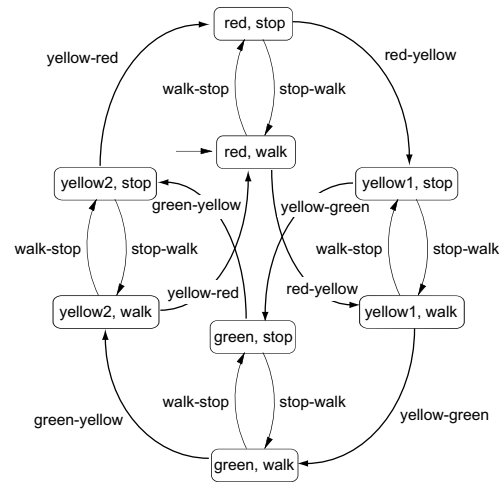 red, stop
yellow-red
red-yellow
walk-stop
stop-walk
red, walk
yellow2, stop
yellow1, stop
green-yellow
yellow-green
walk-stop
stop-walk
walk-stop
stop-walk
yellow-red
red-yellow
yellow2, walk
yellow1, walk
green, stop
walk-stop
stop-walk
green-yellow
yellow-green
green, walk